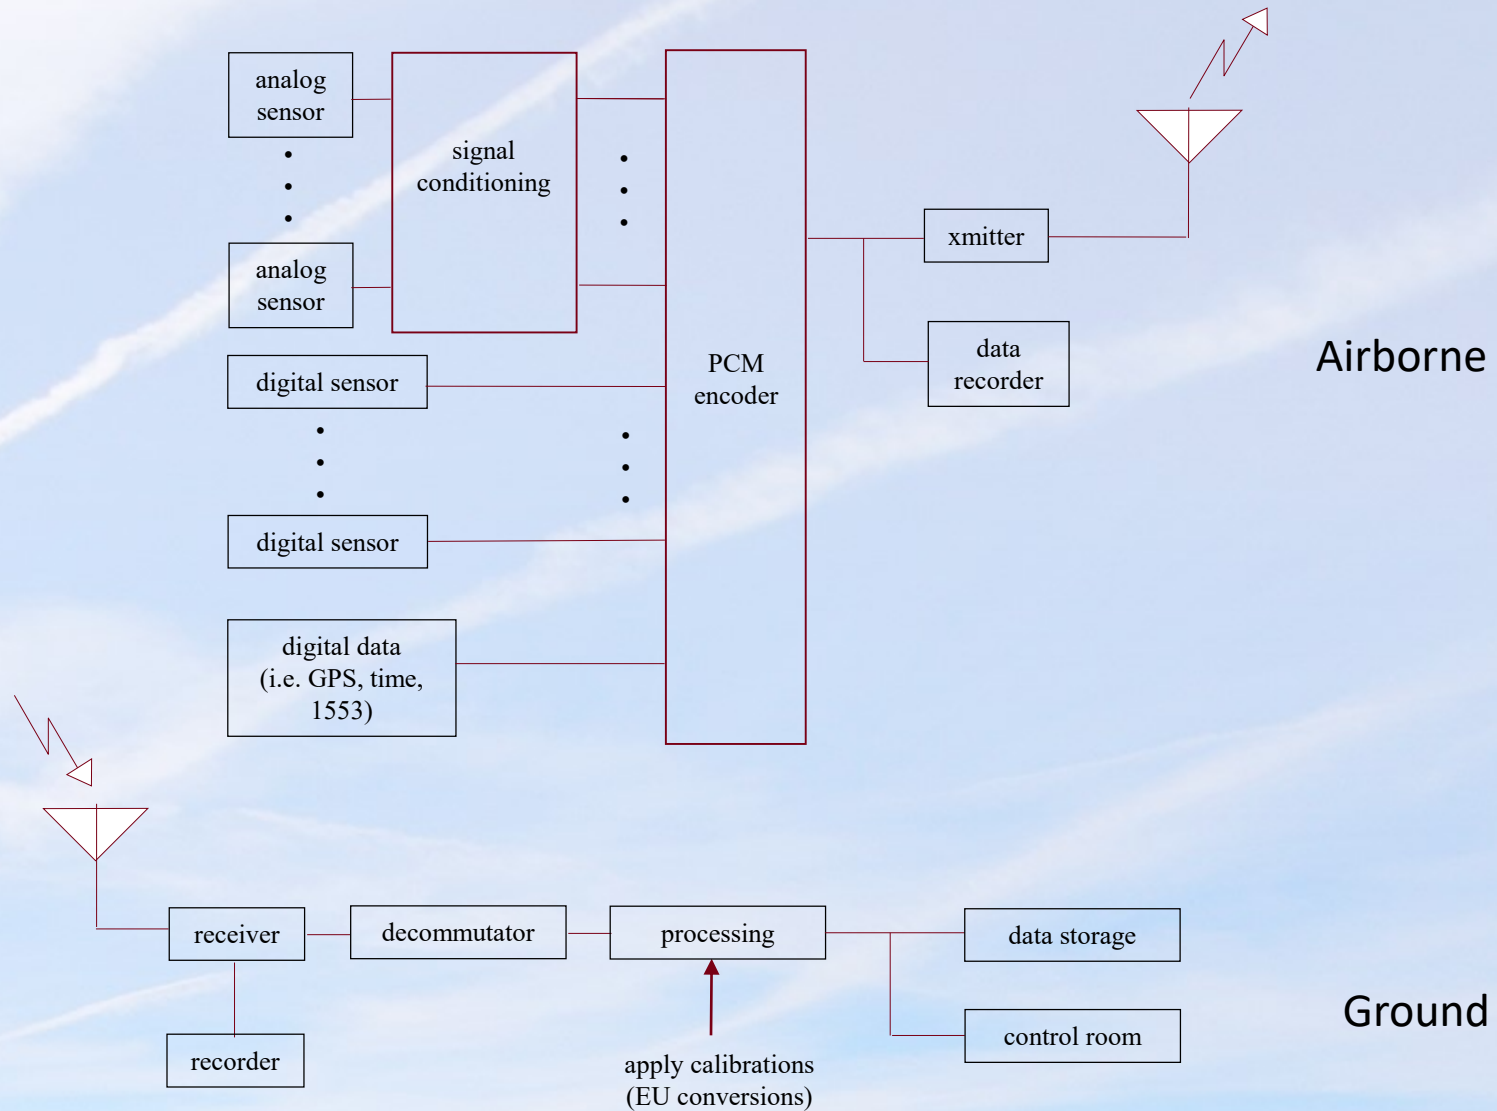 analog
sensor
signal
conditioning
analog
sensor
xmitter
data
recorder
Airborne
PCM
encoder
digital sensor
digital sensor
digital data
(i.e. GPS, time,
1553)
receiver
decommutator
processing
data storage
Ground
control room
recorder
apply calibrations
(EU conversions)